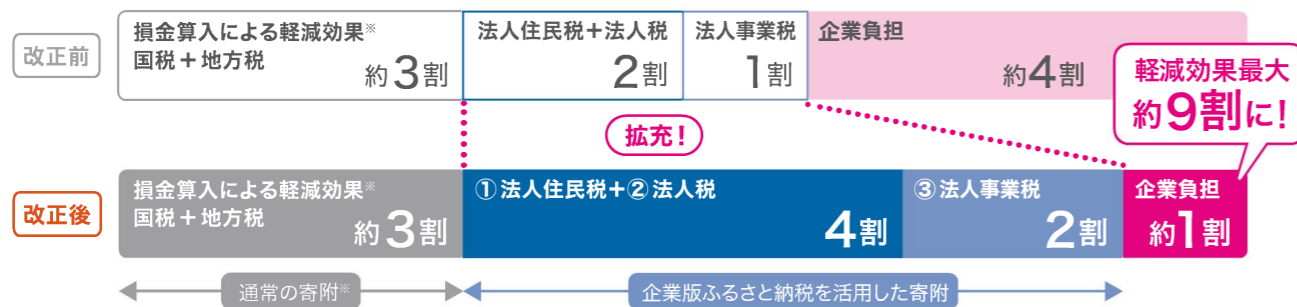 改正前
損金算入による軽減効果※
国税+地方税
約3割
法人住民税+法人税
2割
法人事業税
1割
企業負担
約4割
軽減効果最大
約9割に!
拡充!
改正後
損金算入による軽減効果※
国税+地方税
約3割
①法人住民税+②法人税
4割
③法人事業税
2割
企業負担
約1割
通常の寄附※
企業版ふるさと納税を活用した寄附